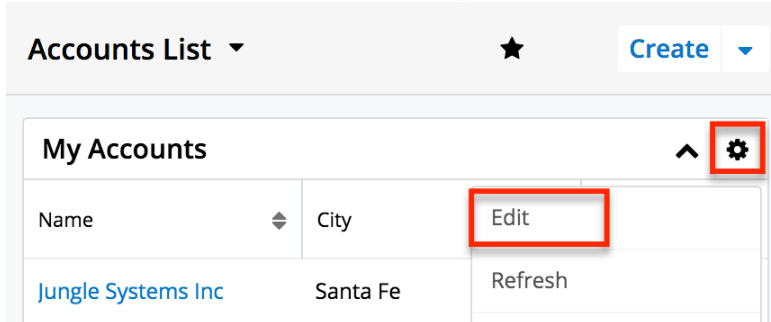 Accounts List
Create
My Accounts
Name
City
Edit
Jungle Systems Inc
Santa Fe
Refresh